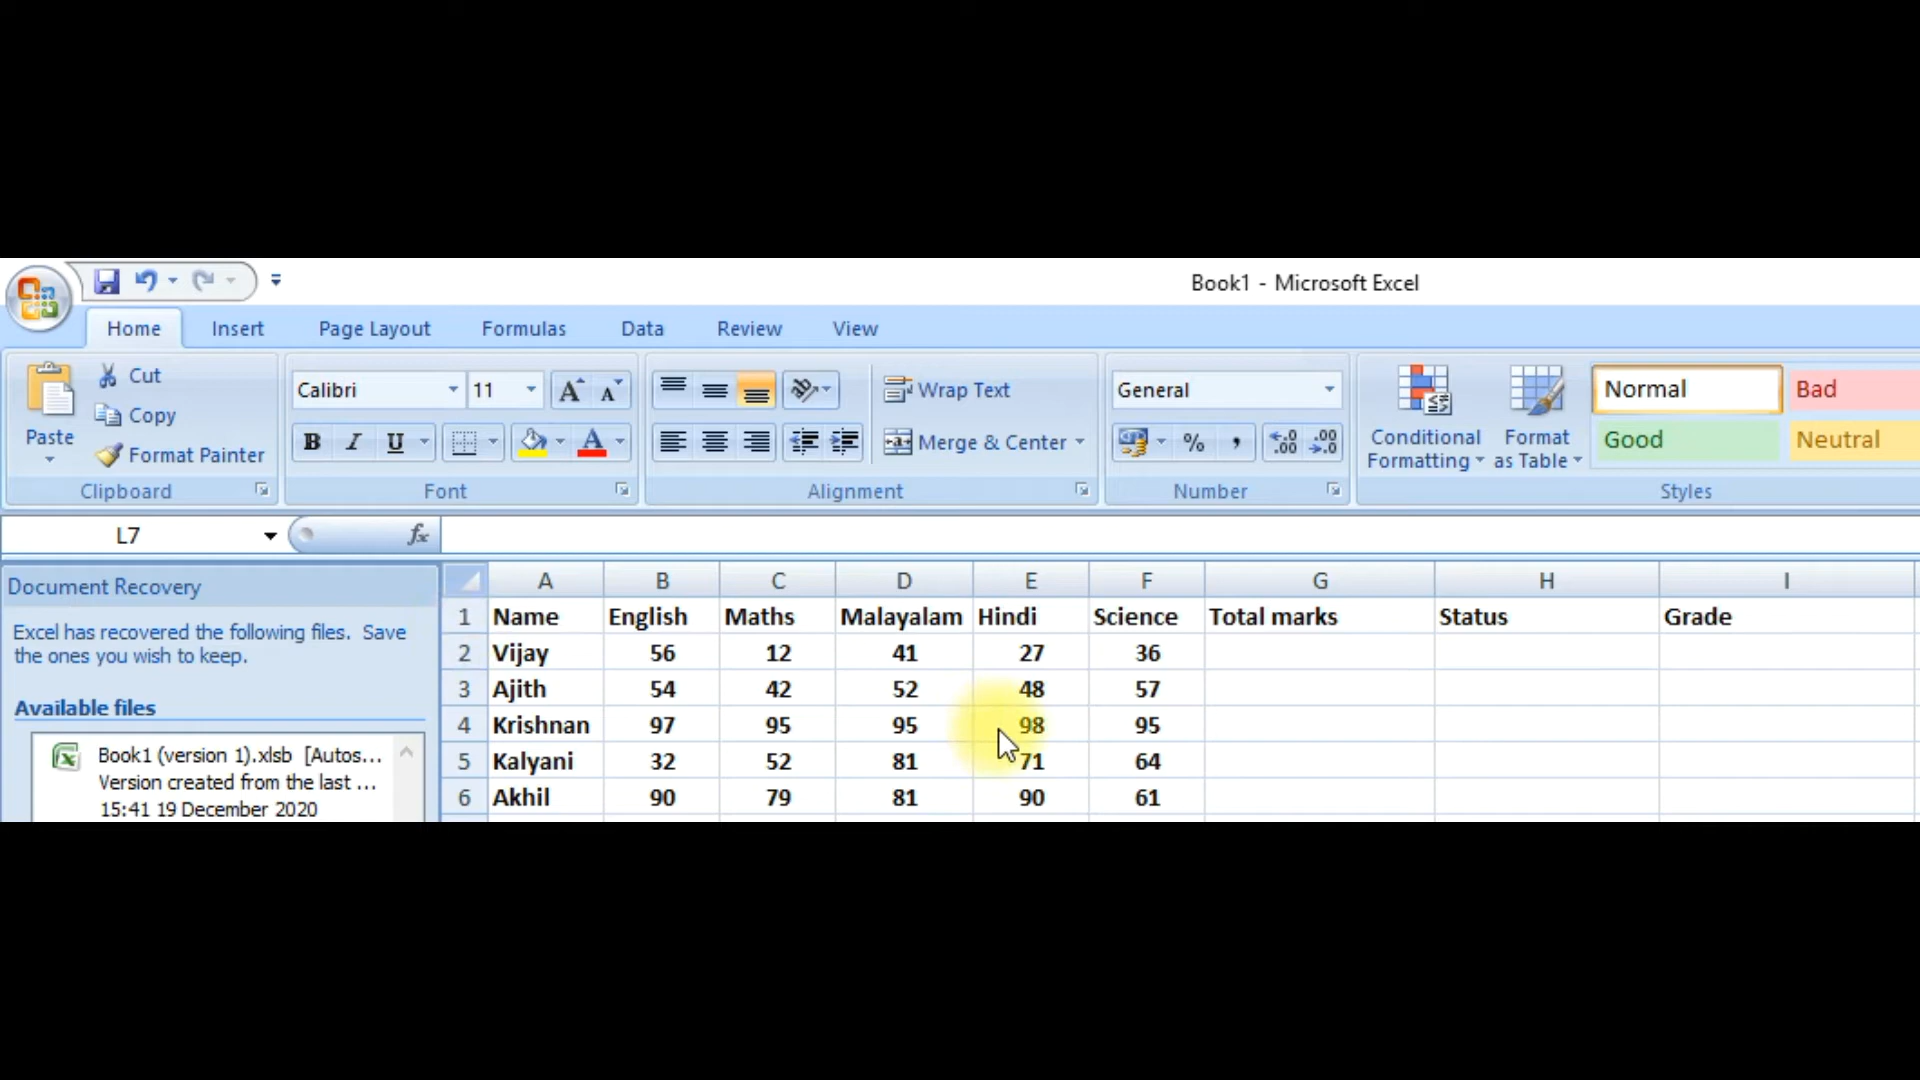 Book1 - Microsoft Excel
Home Insert Page Layout Formulas Data Review View
Paste
Cut
Copy
Format Painter
Clipboard
Calibri 11
B I U A
Font
Wrap Text
Merge & Center
Alignment
General
% ,
Number
Conditional Formatting
Format as Table
Normal Bad
Good Neutral
Styles
L7 fx
Document Recovery
Excel has recovered the following files. Save
the ones you wish to keep.
Available files
Book1 (version 1).xlsb [Autos...
Version created from the last ...
15:41 19 December 2020
A B C D E F G H I
1 Name English Maths Malayalam Hindi Science Total marks Status Grade
2 Vijay 56 12 41 27 36
3 Ajith 54 42 52 48 57
4 Krishnan 97 95 95 98 95
5 Kalyani 32 52 81 71 64
6 Akhil 90 79 81 90 61